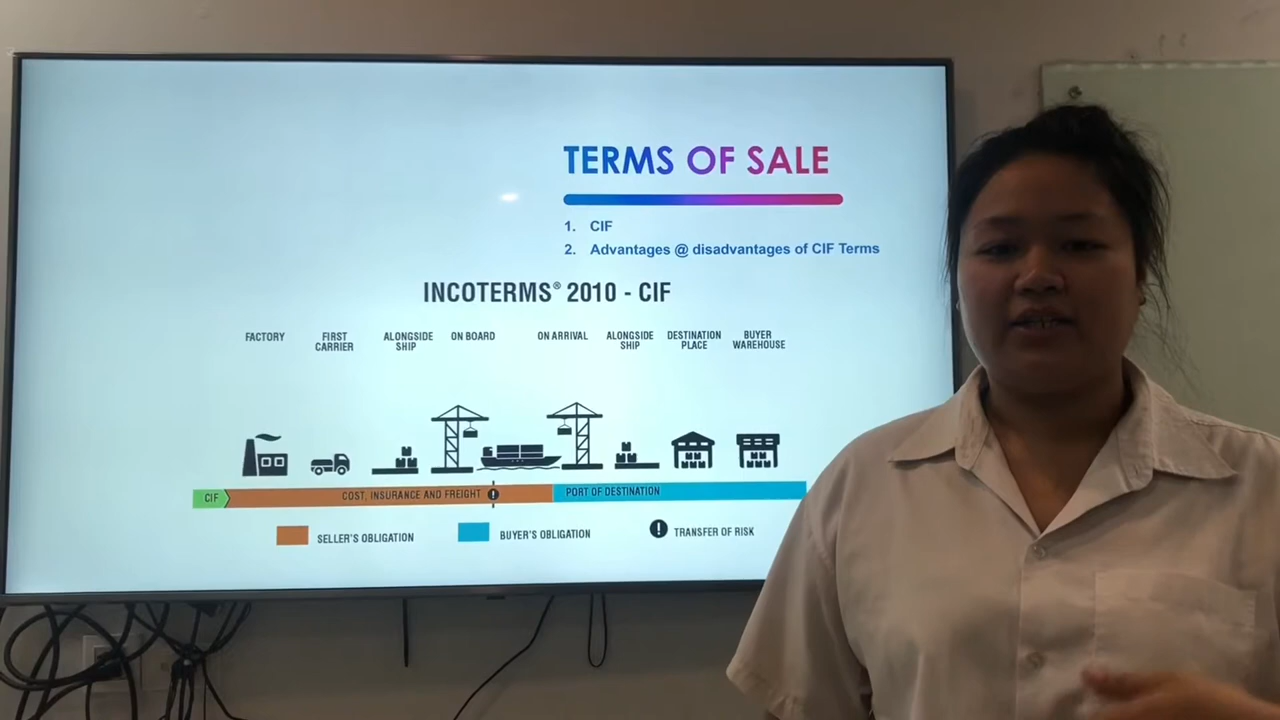 TERMS OF SALE
1. CIF
2. Advantages @ disadvantages of CIF Terms
INCOTERMS® 2010 - CIF
FACTORY
FIRST
CARRIER
ALONGSIDE
SHIP
ON BOARD
ON ARRIVAL
ALONGSIDE
SHIP
DESTINATION
PLACE
BUYER
WAREHOUSE
CIF
COST, INSURANCE AND FREIGHT
PORT OF DESTINATION
SELLER'S OBLIGATION
BUYER'S OBLIGATION
TRANSFER OF RISK